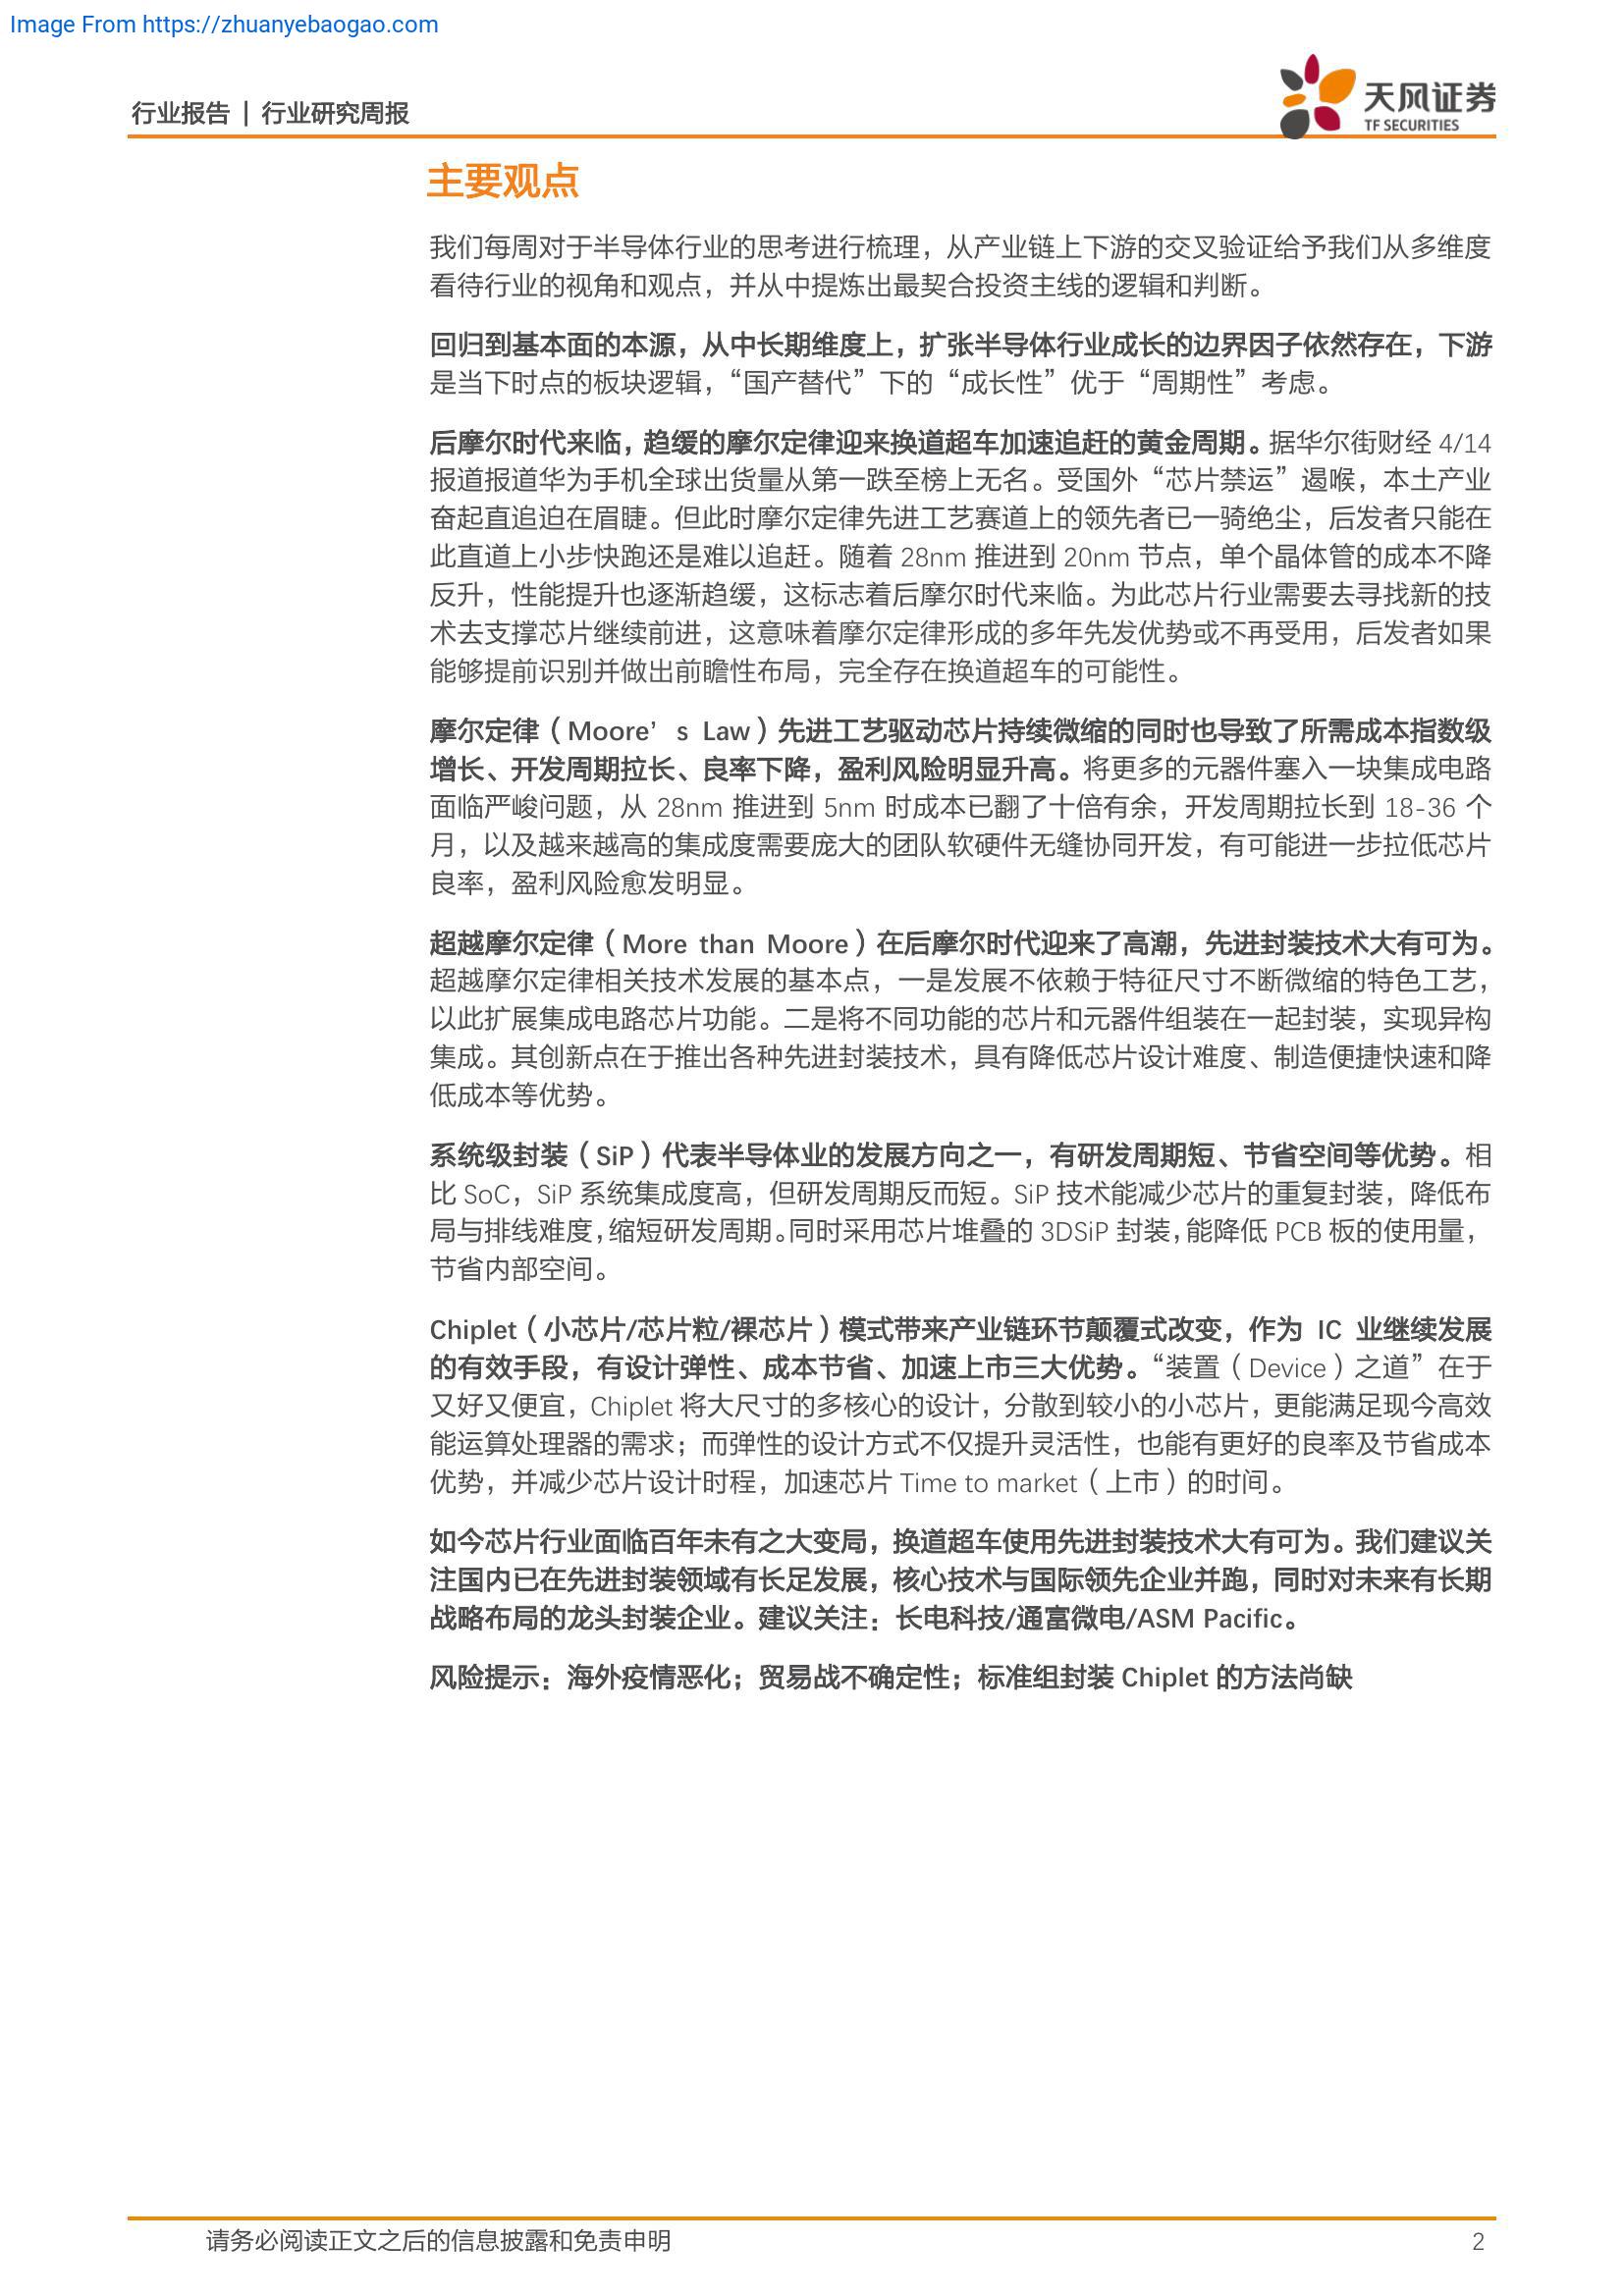 Image From https://zhuanyebaogao.com
行业报告 | 行业研究周报
天风证券
TF SECURITIES
主要观点
我们每周对于半导体行业的思考进行梳理，从产业链上下游的交叉验证给予我们从多维度
看待行业的视角和观点，并从中提炼出最契合投资主线的逻辑和判断。
回归到基本面的本源，从中长期维度上，扩张半导体行业成长的边界因子依然存在，下游
是当下时点的板块逻辑，“国产替代”下的“成长性”优于“周期性”考虑。
后摩尔时代来临，趋缓的摩尔定律迎来换道超车加速追赶的黄金周期。据华尔街财经 4/14
报道报道华为手机全球出货量从第一跌至榜上无名。受国外“芯片禁运”遏喉，本土产业
奋起直追迫在眉睫。但此时摩尔定律先进工艺赛道上的领先者已一骑绝尘，后发者只能在
此直道上小步快跑还是难以追赶。随着 28nm 推进到 20nm 节点，单个晶体管的成本不降
反升，性能提升也逐渐趋缓，这标志着后摩尔时代来临。为此芯片行业需要去寻找新的技
术去支撑芯片继续前进，这意味着摩尔定律形成的多年先发优势或不再受用，后发者如果
能够提前识别并做出前瞻性布局，完全存在换道超车的可能性。
摩尔定律（Moore’s Law）先进工艺驱动芯片持续微缩的同时也导致了所需成本指数级
增长、开发周期拉长、良率下降，盈利风险明显升高。将更多的元器件塞入一块集成电路
面临严峻问题，从 28nm 推进到 5nm 时成本已翻了十倍有余，开发周期拉长到 18-36 个
月，以及越来越高的集成度需要庞大的团队软硬件无缝协同开发，有可能进一步拉低芯片
良率，盈利风险愈发明显。
超越摩尔定律（More than Moore）在后摩尔时代迎来了高潮，先进封装技术大有可为。
超越摩尔定律相关技术发展的基本点，一是发展不依赖于特征尺寸不断微缩的特色工艺，
以此扩展集成电路芯片功能。二是将不同功能的芯片和元器件组装在一起封装，实现异构
集成。其创新点在于推出各种先进封装技术，具有降低芯片设计难度、制造便捷快速和降
低成本等优势。
系统级封装（SiP）代表半导体业的发展方向之一，有研发周期短、节省空间等优势。相
比 SoC，SiP 系统集成度高，但研发周期反而短。SiP 技术能减少芯片的重复封装，降低布
局与排线难度，缩短研发周期。同时采用芯片堆叠的 3DSiP 封装，能降低 PCB 板的使用量，
节省内部空间。
Chiplet（小芯片/芯片粒/裸芯片）模式带来产业链环节颠覆式改变，作为 IC 业继续发展
的有效手段，有设计弹性、成本节省、加速上市三大优势。“装置（Device）之道”在于
又好又便宜，Chiplet 将大尺寸的多核心的设计，分散到较小的小芯片，更能满足现今高效
能运算处理器的需求；而弹性的设计方式不仅提升灵活性，也能有更好的良率及节省成本
优势，并减少芯片设计时程，加速芯片 Time to market（上市）的时间。
如今芯片行业面临百年未有之大变局，换道超车使用先进封装技术大有可为。我们建议关
注国内已在先进封装领域有长足发展，核心技术与国际领先企业并跑，同时对未来有长期
战略布局的龙头封装企业。建议关注：长电科技/通富微电/ASM Pacific。
风险提示：海外疫情恶化；贸易战不确定性；标准组封装 Chiplet 的方法尚缺
请务必阅读正文之后的信息披露和免责申明
2